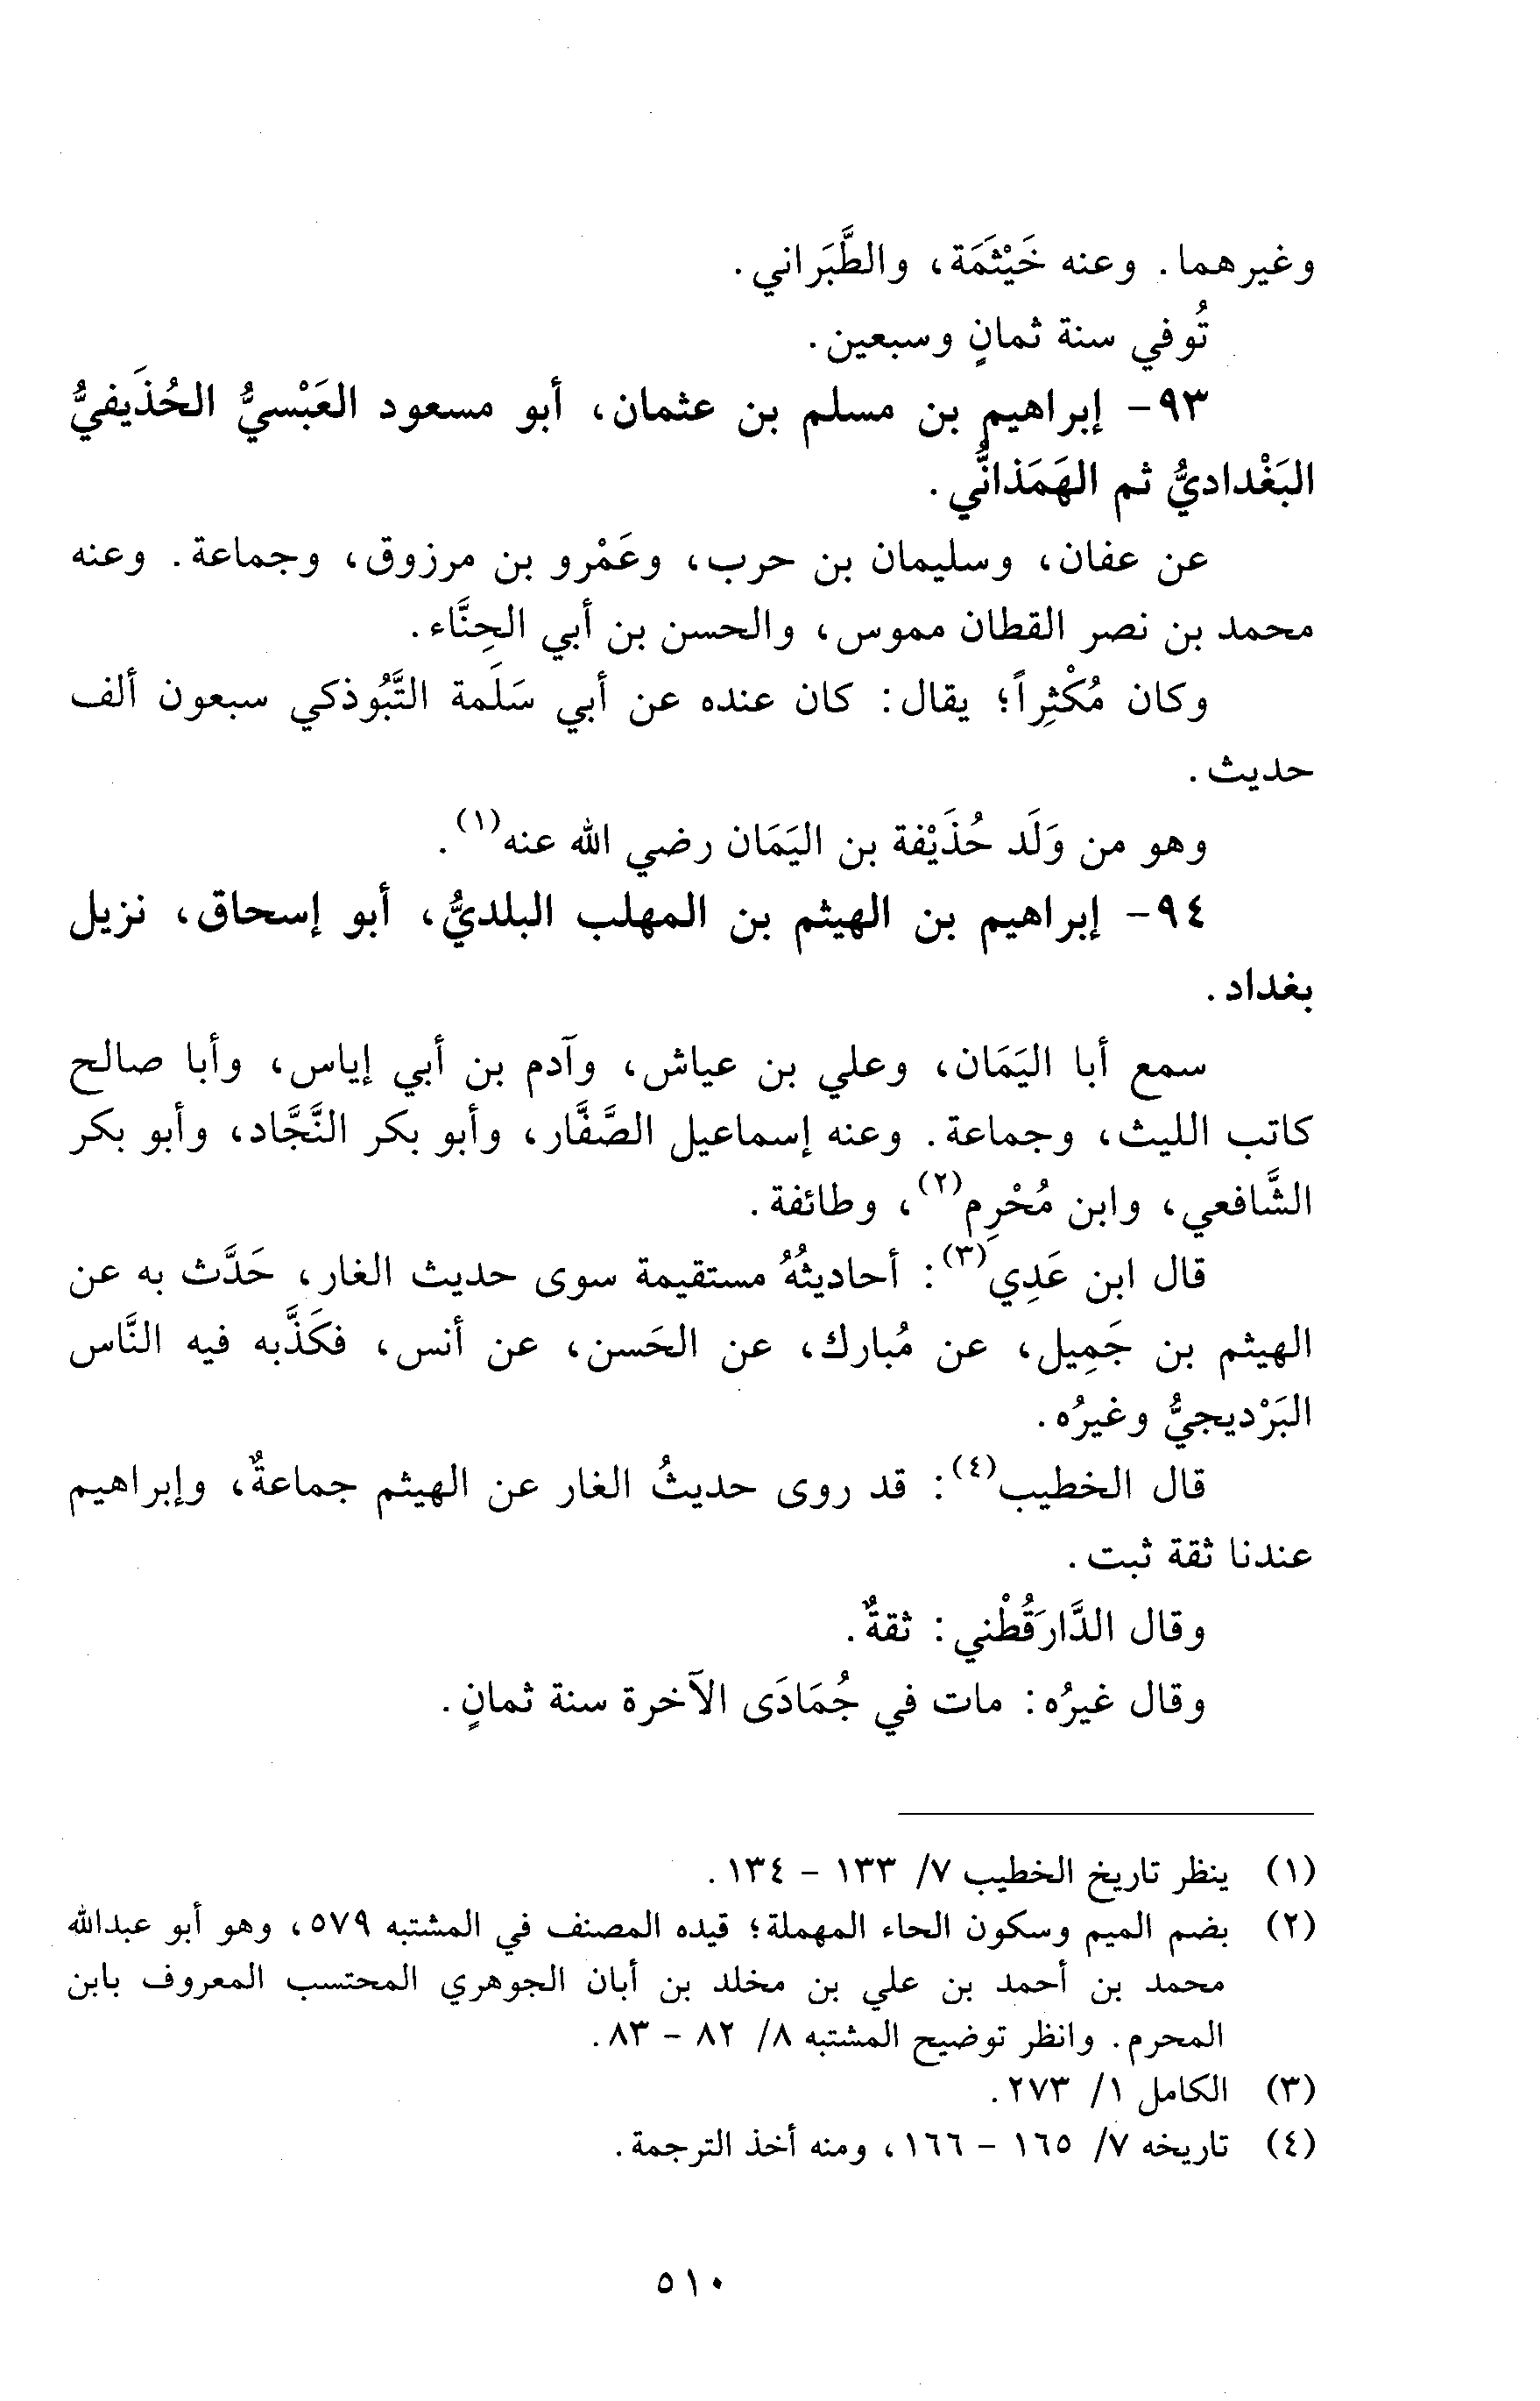 وغيرهما. وعنه خَيْثَمَة، والطَّبَراني.
تُوفي سنة ثمانٍ وسبعين.
٩٣- إبراهيم بن مسلم بن عثمان، أبو مسعود العَبْسيُّ الحُذَيفيُّ
البَغْداديُّ ثم الهَمَذانُّي.
عن عفان، وسليمان بن حرب، وعَمْرو بن مرزوق، وجماعة. وعنه
محمد بن نصر القطان مموس، والحسن بن أبي الحِنَّاء.
وكان مُكْثِراً؛ يقال: كان عنده عن أبي سَلَمة التَّبُوذكي سبعون ألف
حديث.
وهو من وَلَد حُذَيْفة بن اليَمَان رضي الله عنه(١).
٩٤- إبراهيم بن الهيثم بن المهلب البلديُّ، أبو إسحاق، نزيل
بغداد.
سمع أبا اليَمَان، وعلي بن عياش، وآدم بن أبي إياس، وأبا صالح
كاتب الليث، وجماعة. وعنه إسماعيل الصَّفَّار، وأبو بكر النَّجَّاد، وأبو بكر
الشَّافعي، وابن مُحْرِم(٢)، وطائفة.
قال ابن عَدِي(٣): أحاديثُهُ مستقيمة سوى حديث الغار، حَدَّث به عن
الهيثم بن جَمِيل، عن مُبارك، عن الحَسن، عن أنس، فكَذَّبه فيه النَّاس
البَرْديجيُّ وغيرُه.
قال الخطيب(٤): قد روى حديثُ الغار عن الهيثم جماعةٌ، وإبراهيم
عندنا ثقة ثبت.
وقال الدَّارَقُطْني: ثقةٌ.
وقال غيرُه: مات في جُمَادَى الآخرة سنة ثمانٍ.
(١) ينظر تاريخ الخطيب ٧/ ١٣٣ - ١٣٤.
(٢) بضم الميم وسكون الحاء المهملة؛ قيده المصنف في المشتبه ٥٧٩، وهو أبو عبدالله
محمد بن أحمد بن علي بن مخلد بن أبان الجوهري المحتسب المعروف بابن
المحرم. وانظر توضيح المشتبه ٨/ ٨٢ - ٨٣.
(٣) الكامل ١/ ٢٧٣.
(٤) تاريخه ٧/ ١٦٥ - ١٦٦، ومنه أخذ الترجمة.
٥١٠